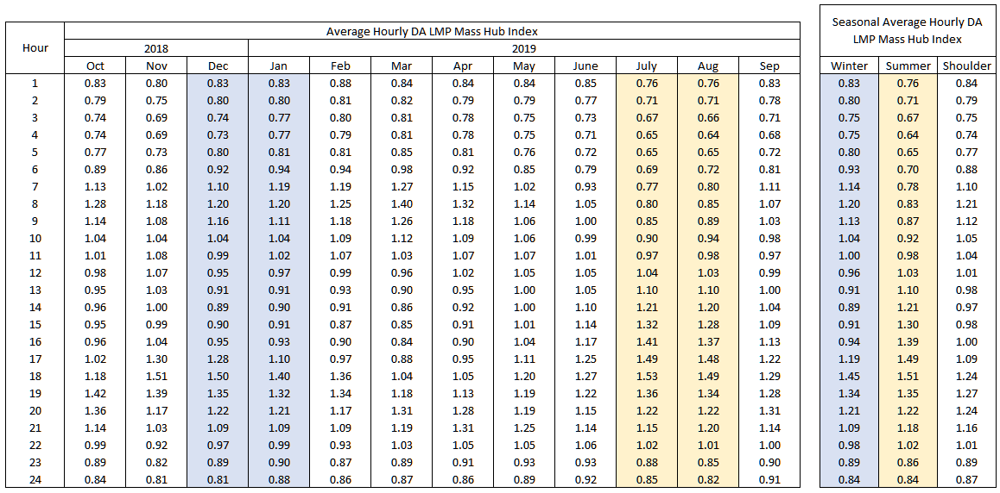 Average Hourly DA LMP Mass Hub Index
Seasonal Average Hourly DA LMP Mass Hub Index
Hour 2018 2019
Oct Nov Dec Jan Feb Mar Apr May June July Aug Sep Winter Summer Shoulder
1 0.83 0.80 0.83 0.83 0.88 0.84 0.84 0.84 0.85 0.76 0.76 0.83 0.83 0.76 0.84
2 0.79 0.75 0.80 0.80 0.81 0.82 0.79 0.79 0.77 0.71 0.71 0.78 0.80 0.71 0.79
3 0.74 0.69 0.74 0.77 0.80 0.81 0.78 0.75 0.73 0.67 0.66 0.71 0.75 0.67 0.75
4 0.74 0.69 0.73 0.77 0.79 0.81 0.78 0.75 0.71 0.65 0.64 0.68 0.75 0.64 0.74
5 0.77 0.73 0.80 0.81 0.81 0.85 0.81 0.76 0.72 0.65 0.65 0.72 0.80 0.65 0.77
6 0.89 0.86 0.92 0.94 0.94 0.98 0.92 0.85 0.79 0.69 0.72 0.81 0.93 0.70 0.88
7 1.13 1.02 1.10 1.19 1.19 1.27 1.15 1.02 0.93 0.77 0.80 1.11 1.14 0.78 1.10
8 1.28 1.18 1.20 1.20 1.25 1.40 1.32 1.14 1.05 0.80 0.85 1.07 1.20 0.83 1.21
9 1.14 1.08 1.16 1.11 1.18 1.26 1.18 1.06 1.00 0.85 0.89 1.03 1.13 0.87 1.12
10 1.04 1.04 1.04 1.04 1.09 1.12 1.09 1.06 0.99 0.90 0.94 0.98 1.04 0.92 1.05
11 1.01 1.08 0.99 1.02 1.07 1.03 1.07 1.07 1.01 0.97 0.98 0.97 1.00 0.98 1.04
12 0.98 1.07 0.95 0.97 0.99 0.96 1.02 1.05 1.05 1.04 1.03 0.99 0.96 1.03 1.01
13 0.95 1.03 0.91 0.91 0.93 0.90 0.95 1.00 1.05 1.10 1.10 1.00 0.91 1.10 0.98
14 0.96 1.00 0.89 0.90 0.91 0.86 0.92 1.00 1.10 1.21 1.20 1.04 0.89 1.21 0.97
15 0.95 0.99 0.90 0.91 0.87 0.85 0.91 1.01 1.14 1.32 1.28 1.09 0.91 1.30 0.98
16 0.96 1.04 0.95 0.93 0.90 0.84 0.90 1.04 1.17 1.41 1.37 1.13 0.94 1.39 1.00
17 1.02 1.30 1.28 1.10 0.97 0.88 0.95 1.11 1.25 1.49 1.48 1.22 1.19 1.49 1.09
18 1.18 1.51 1.50 1.40 1.36 1.04 1.05 1.20 1.27 1.53 1.49 1.29 1.45 1.51 1.24
19 1.42 1.39 1.35 1.32 1.34 1.18 1.13 1.19 1.22 1.36 1.34 1.28 1.34 1.35 1.27
20 1.36 1.17 1.22 1.21 1.17 1.31 1.28 1.19 1.15 1.22 1.22 1.31 1.21 1.22 1.24
21 1.14 1.03 1.09 1.09 1.09 1.19 1.31 1.25 1.14 1.15 1.20 1.14 1.09 1.18 1.16
22 0.99 0.92 0.97 0.99 0.93 1.03 1.05 1.05 1.06 1.02 1.01 1.00 0.98 1.02 1.01
23 0.89 0.82 0.89 0.90 0.87 0.89 0.91 0.93 0.93 0.88 0.85 0.90 0.89 0.86 0.89
24 0.84 0.81 0.81 0.88 0.86 0.87 0.86 0.89 0.92 0.85 0.82 0.91 0.84 0.84 0.87